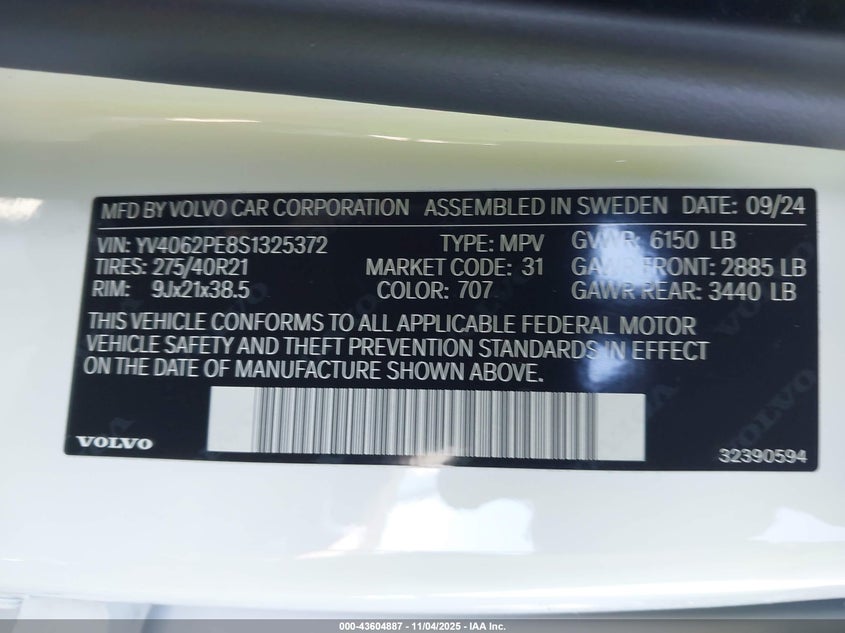 MFD BY VOLVO CAR CORPORATION ASSEMBLED IN SWEDEN DATE: 09/24
VIN: YV4062PE8S1325372 TYPE: MPV GVWR: 6150 LB
TIRES: 275/40R21 MARKET CODE: 31 GAWR FRONT: 2885 LB
RIM: 9Jx21x38.5 COLOR: 707 GAWR REAR: 3440 LB
THIS VEHICLE CONFORMS TO ALL APPLICABLE FEDERAL MOTOR
VEHICLE SAFETY AND THEFT PREVENTION STANDARDS IN EFFECT
ON THE DATE OF MANUFACTURE SHOWN ABOVE.
VOLVO 32390594
000-43604887 - 11/04/2025 - IAA Inc.